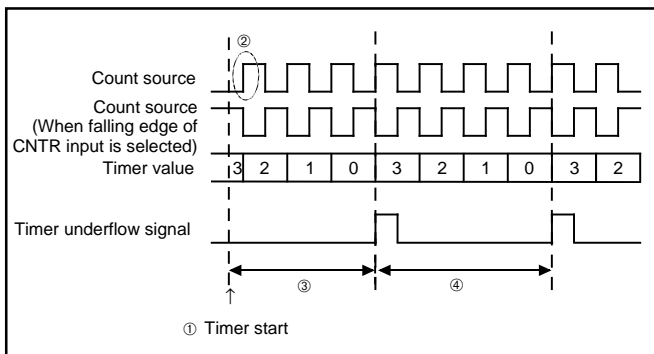 ②
Count source
Count source
(When falling edge of
CNTR input is selected)
Timer value 3 2 1 0 3 2 1 0 3 2
Timer underflow signal
③ ④
↑
① Timer start